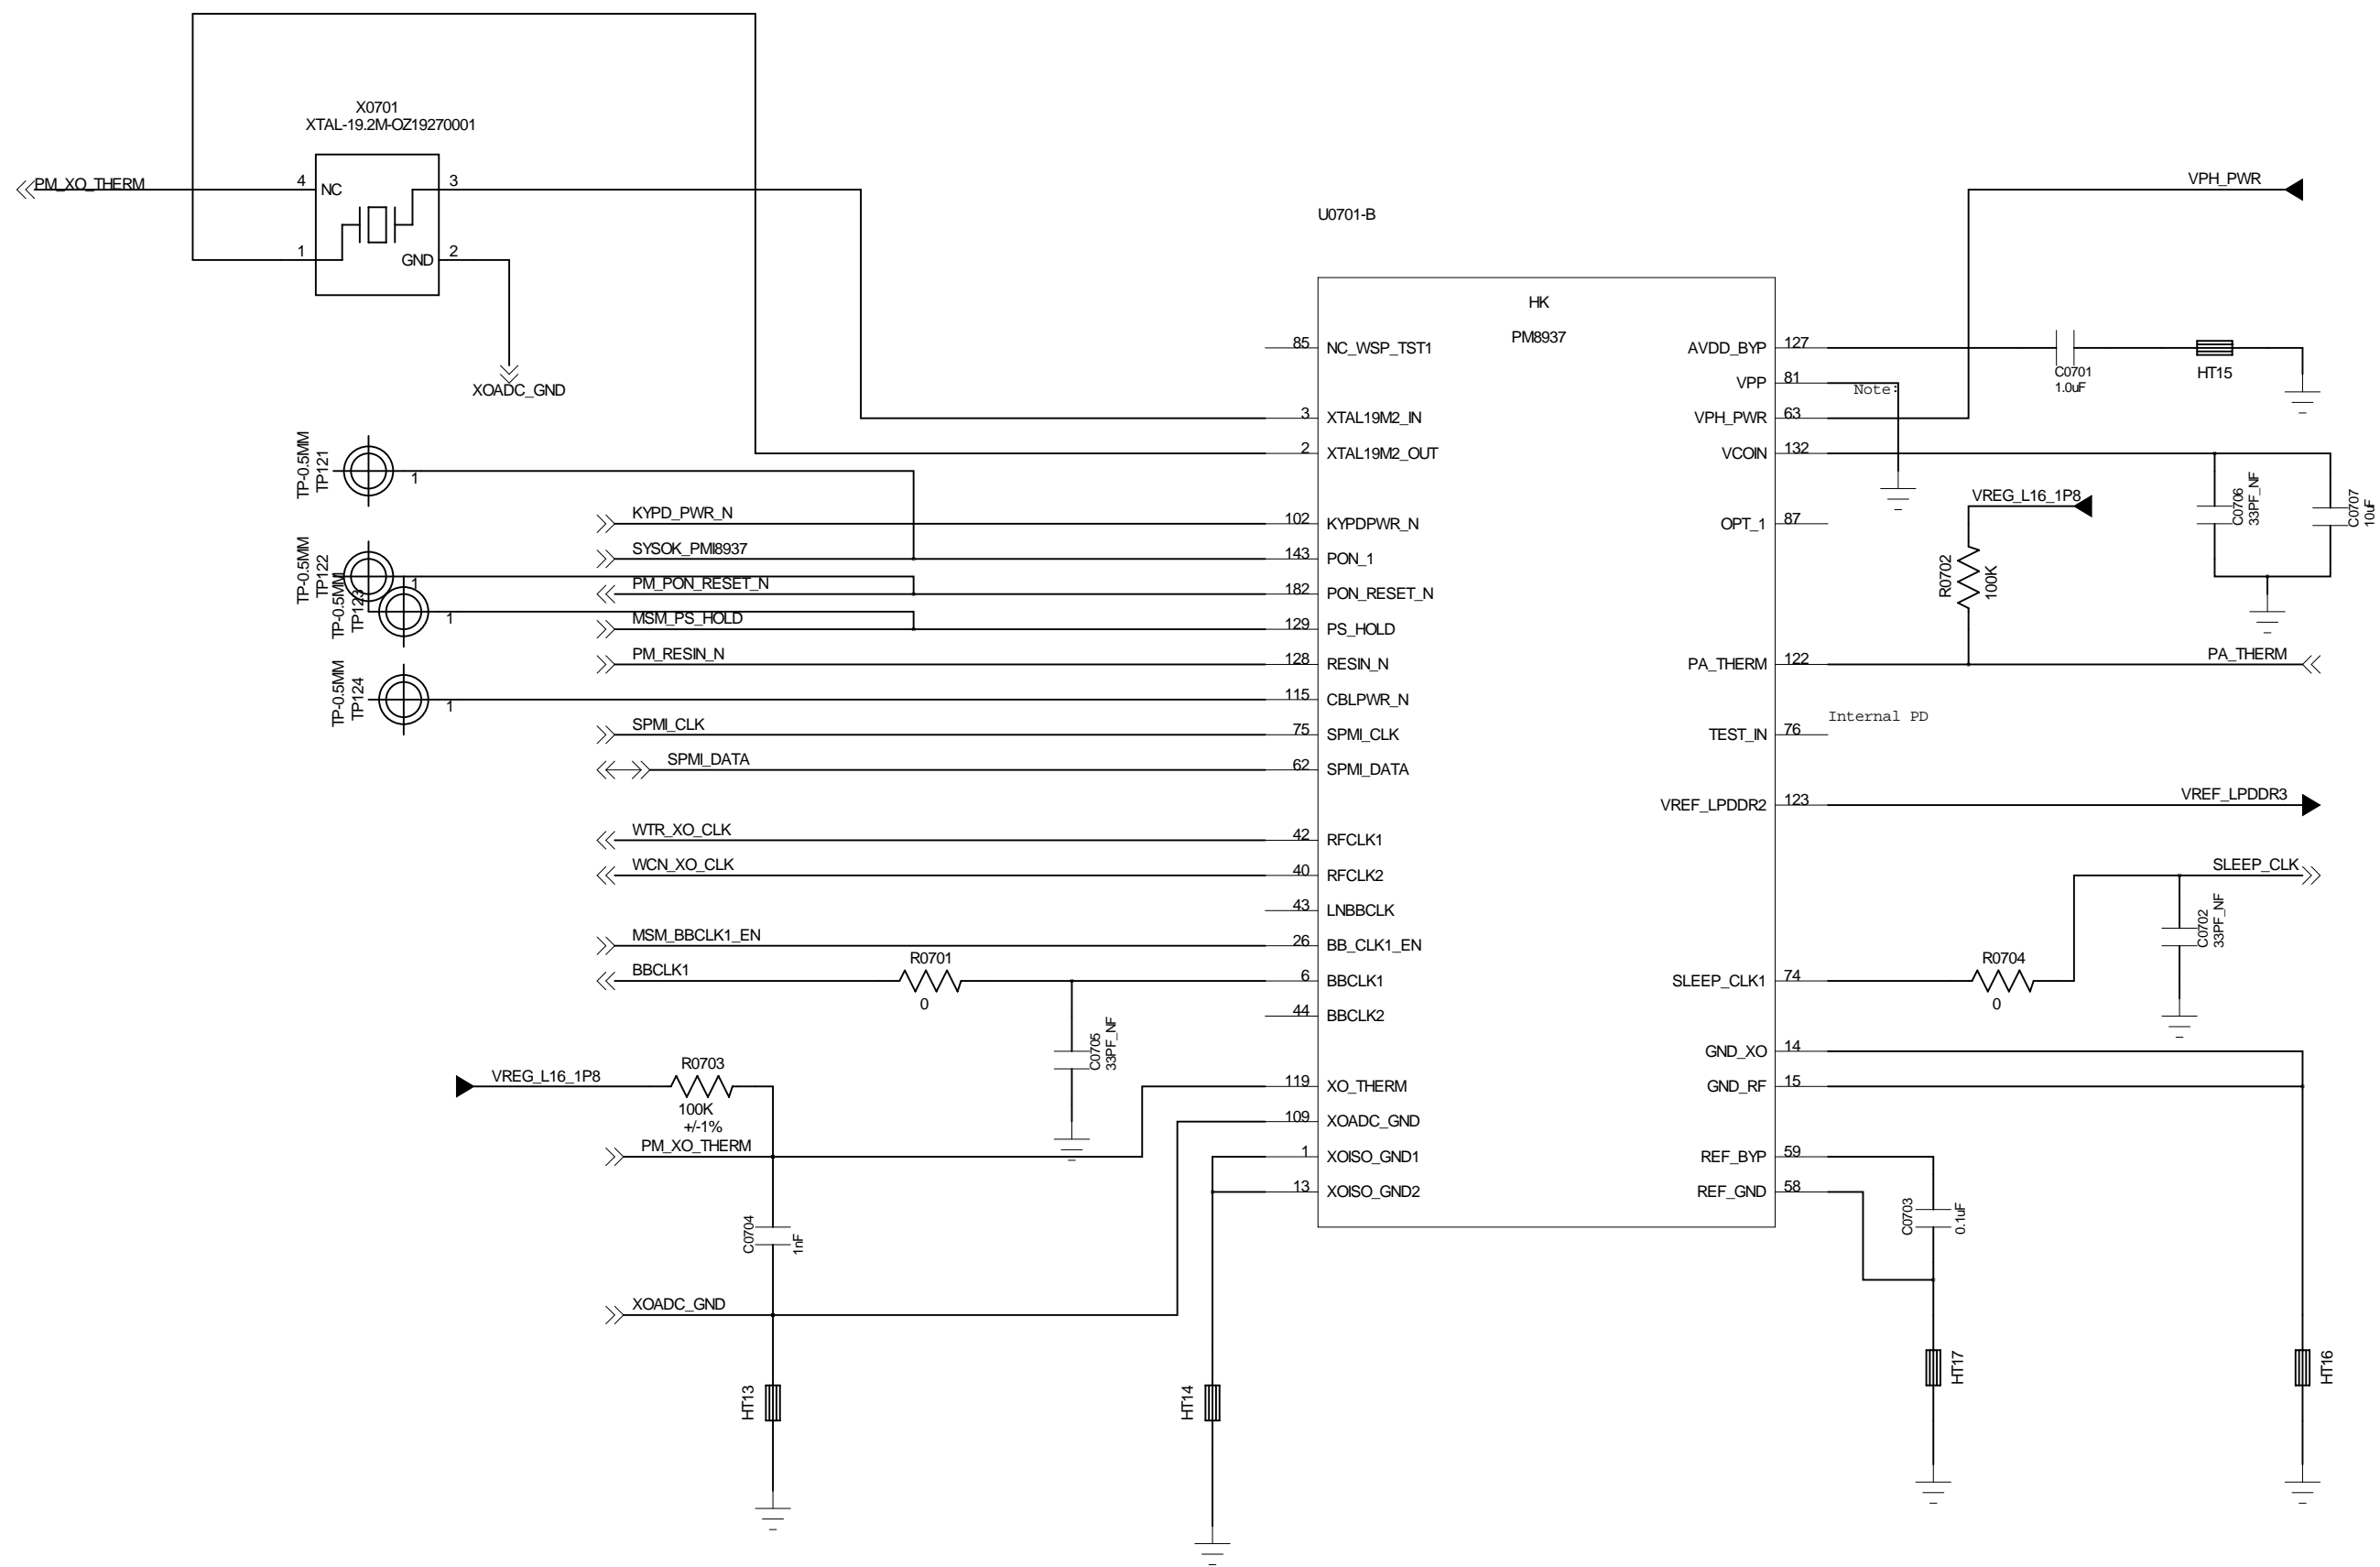 X0701
XTAL-19.2M-OZ19270001
PM_XO_THERM
4
NC
3
1
GND
2
XOADC_GND
U0701-B
HK
PM8937
VPH_PWR
85 NC_WSP_TST1
3 XTAL19M2_IN
2 XTAL19M2_OUT
102 KYPDPWR_N
143 PON_1
182 PON_RESET_N
129 PS_HOLD
128 RESIN_N
115 CBLPWR_N
75 SPMI_CLK
62 SPMI_DATA
42 RFCLK1
40 RFCLK2
43 LNBBCLK
26 BB_CLK1_EN
6 BBCLK1
44 BBCLK2
119 XO_THERM
109 XOADC_GND
1 XOISO_GND1
13 XOISO_GND2
AVDD_BYP 127
VPP 81
VPH_PWR 63
VCOIN 132
OPT_1 87
PA_THERM 122
TEST_IN 76
VREF_LPDDR2 123
SLEEP_CLK1 74
GND_XO 14
GND_RF 15
REF_BYP 59
REF_GND 58
TP-0.5MM
TP121
1
TP-0.5MM
TP122
1
TP-0.5MM
TP123
1
TP-0.5MM
TP124
1
KYPD_PWR_N
SYSOK_PMI8937
PM_PON_RESET_N
MSM_PS_HOLD
PM_RESIN_N
SPMI_CLK
SPMI_DATA
WTR_XO_CLK
WCN_XO_CLK
MSM_BBCLK1_EN
BBCLK1
R0701
0
C0705
33PF_NF
VREG_L16_1P8
R0703
100K
+/-1%
PM_XO_THERM
C0704
1nF
XOADC_GND
HT13
HT14
C0701
1.0uF
HT15
Note:
VREG_L16_1P8
R0702
100K
C0706
33PF_NF
C0707
10uF
PA_THERM
Internal PD
VREF_LPDDR3
SLEEP_CLK
C0702
33PF_NF
R0704
0
C0703
0.1uF
HT17
HT16